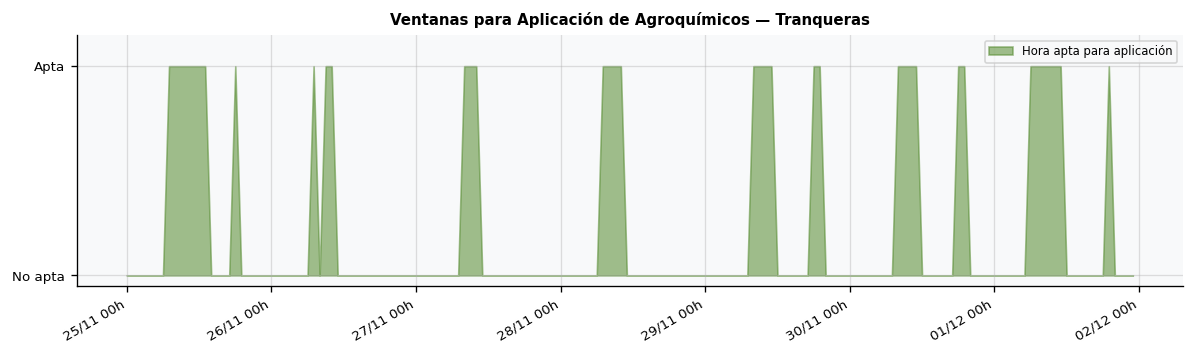 Ventanas para Aplicación de Agroquímicos — Tranqueras
Hora apta para aplicación
Apta
No apta
25/11 00h
26/11 00h
27/11 00h
28/11 00h
29/11 00h
30/11 00h
01/12 00h
02/12 00h